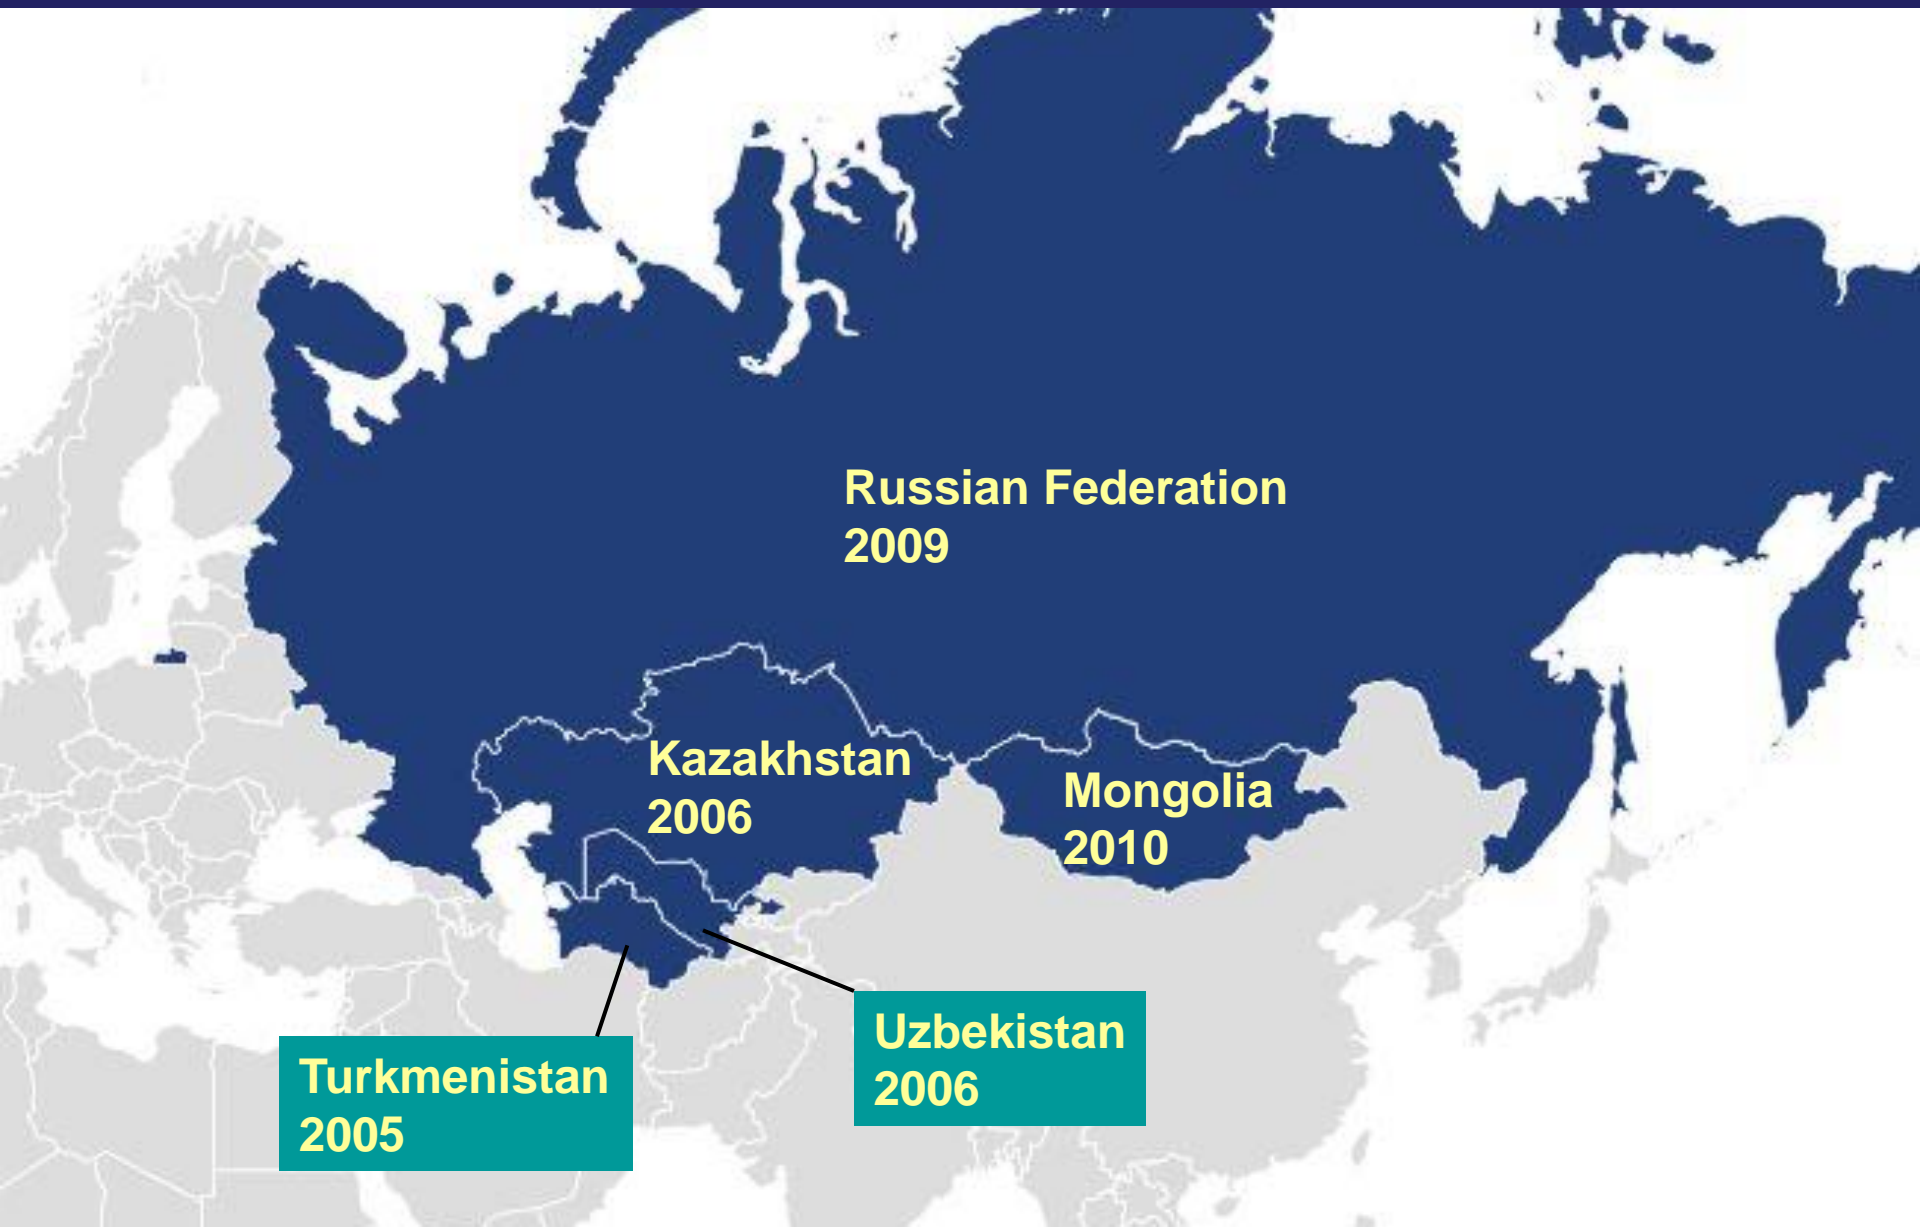 Russian Federation
2009
Kazakhstan
2006
Mongolia
2010
Uzbekistan
2006
Turkmenistan
2005